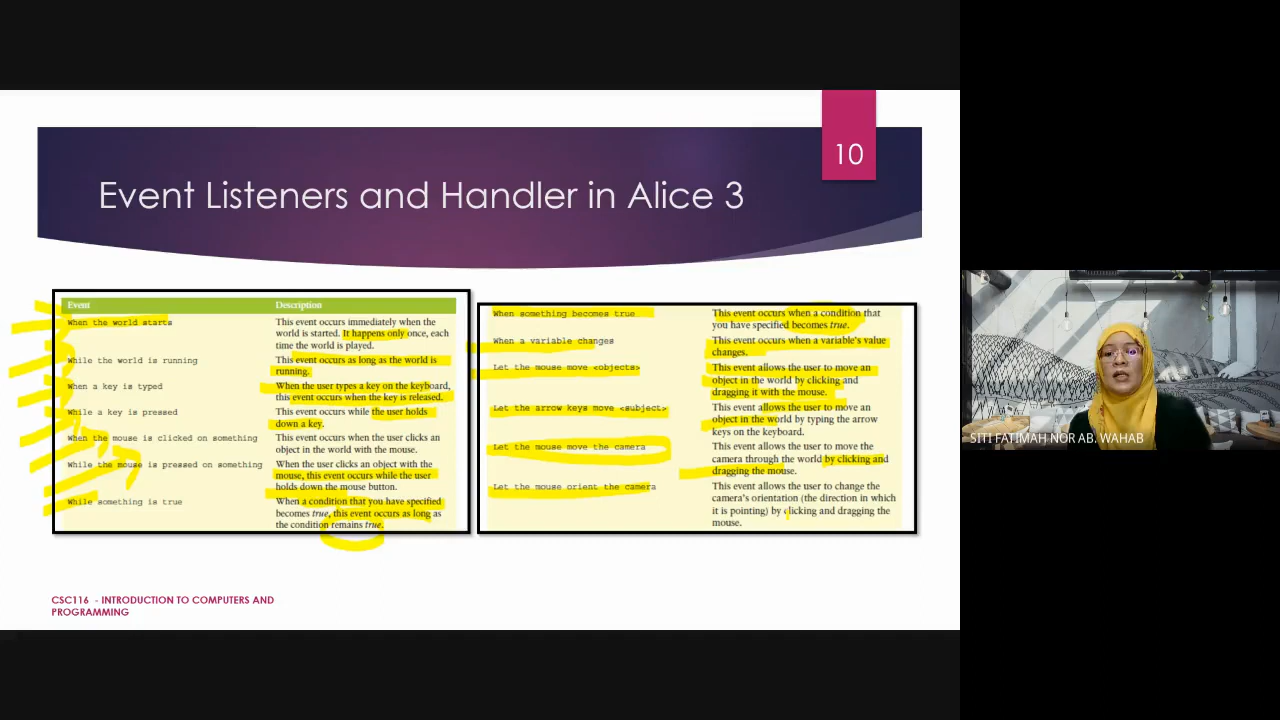 10
Event Listeners and Handler in Alice 3
Event Description
When the world starts This event occurs immediately when the
world is started. It happens only once, each
time the world is played.
While the world is running This event occurs as long as the world is
running.
When a key is typed When the user types a key on the keyboard,
this event occurs when the key is released.
While a key is pressed This event occurs while the user holds
down a key.
When the mouse is clicked on something This event occurs when the user clicks an
object in the world with the mouse.
While the mouse is pressed on something When the user clicks an object with the
mouse, this event occurs while the user
holds down the mouse button.
While something is true When a condition that you have specified
becomes true, this event occurs as long as
the condition remains true.
When something becomes true This event occurs when a condition that
you have specified becomes true.
When a variable changes This event occurs when a variable's value
changes.
Let the mouse move <objects> This event allows the user to move an
object in the world by clicking and
dragging it with the mouse.
Let the arrow keys move <subject> This event allows the user to move an
object in the world by typing the arrow
keys on the keyboard.
Let the mouse move the camera This event allows the user to move the
camera through the world by clicking and
dragging the mouse.
Let the mouse orient the camera This event allows the user to change the
camera's orientation (the direction in which
it is pointing) by clicking and dragging the
mouse.
CSC116 - INTRODUCTION TO COMPUTERS AND
PROGRAMMING
SITI FATIMAH NOR AB. WAHAB